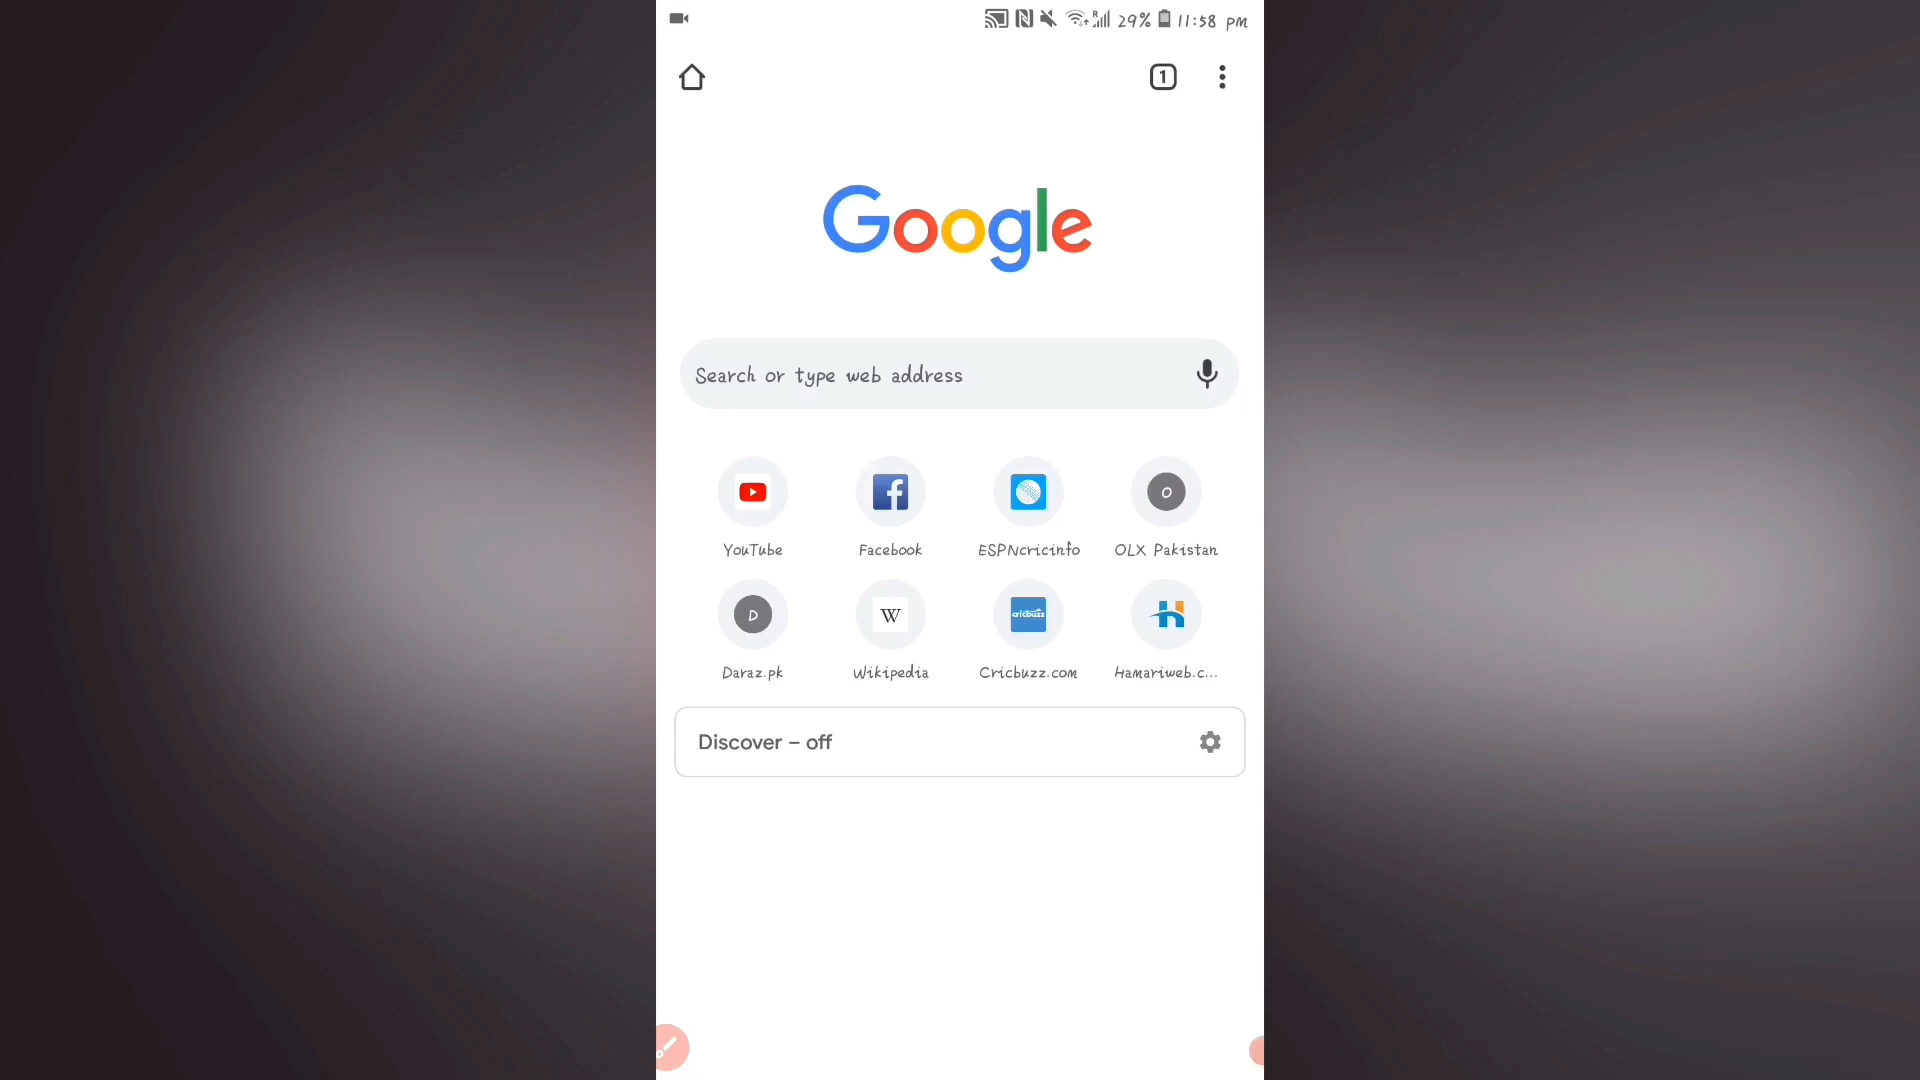 29% 11:58 PM
1
Google
Search or type web address
YouTube Facebook ESPNcricinfo OLX Pakistan
Daraz.pk Wikipedia Cricbuzz.com Hamariweb.c...
Discover – off